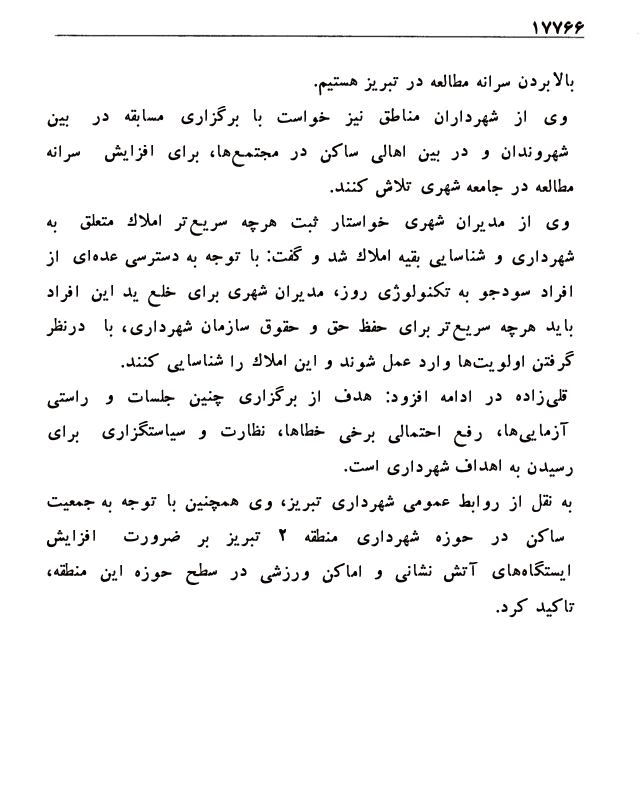 ۱۷۷۶۶
بالابردن سرانه مطالعه در تبریز هستیم.
وی از شهرداران مناطق نیز خواست با برگزاری مسابقه در بین
شهروندان و در بین اهالی ساکن در مجتمع‌ها، برای افزایش سرانه
مطالعه در جامعه شهری تلاش کنند.
وی از مدیران شهری خواستار ثبت هرچه سریع‌تر املاک متعلق به
شهرداری و شناسایی بقیه املاک شد و گفت: با توجه به دسترسی عده‌ای از
افراد سودجو به تکنولوژی روز، مدیران شهری برای خلع ید این افراد
باید هرچه سریع‌تر برای حفظ حق و حقوق سازمان شهرداری، با درنظر
گرفتن اولویت‌ها وارد عمل شوند و این املاک را شناسایی کنند.
قلی‌زاده در ادامه افزود: هدف از برگزاری چنین جلسات و راستی
آزمایی‌ها، رفع احتمالی برخی خطاها، نظارت و سیاستگزاری برای
رسیدن به اهداف شهرداری است.
به نقل از روابط عمومی شهرداری تبریز، وی همچنین با توجه به جمعیت
ساکن در حوزه شهرداری منطقه ۲ تبریز بر ضرورت افزایش
ایستگاه‌های آتش نشانی و اماکن ورزشی در سطح حوزه این منطقه،
تاکید کرد.